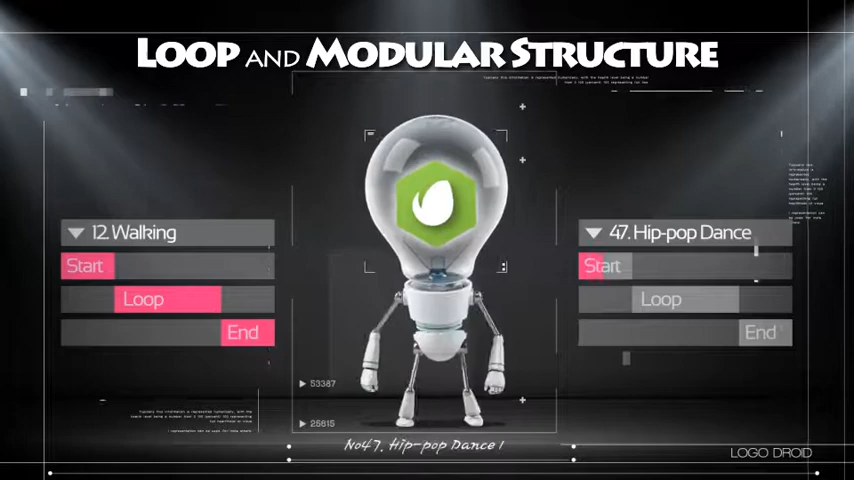 LOOP AND MODULAR STRUCTURE
12. Walking
Start
Loop
End
47. Hip-pop Dance
Start
Loop
End
53387
25615
No47. Hip-pop Dance 1
LOGO DROID